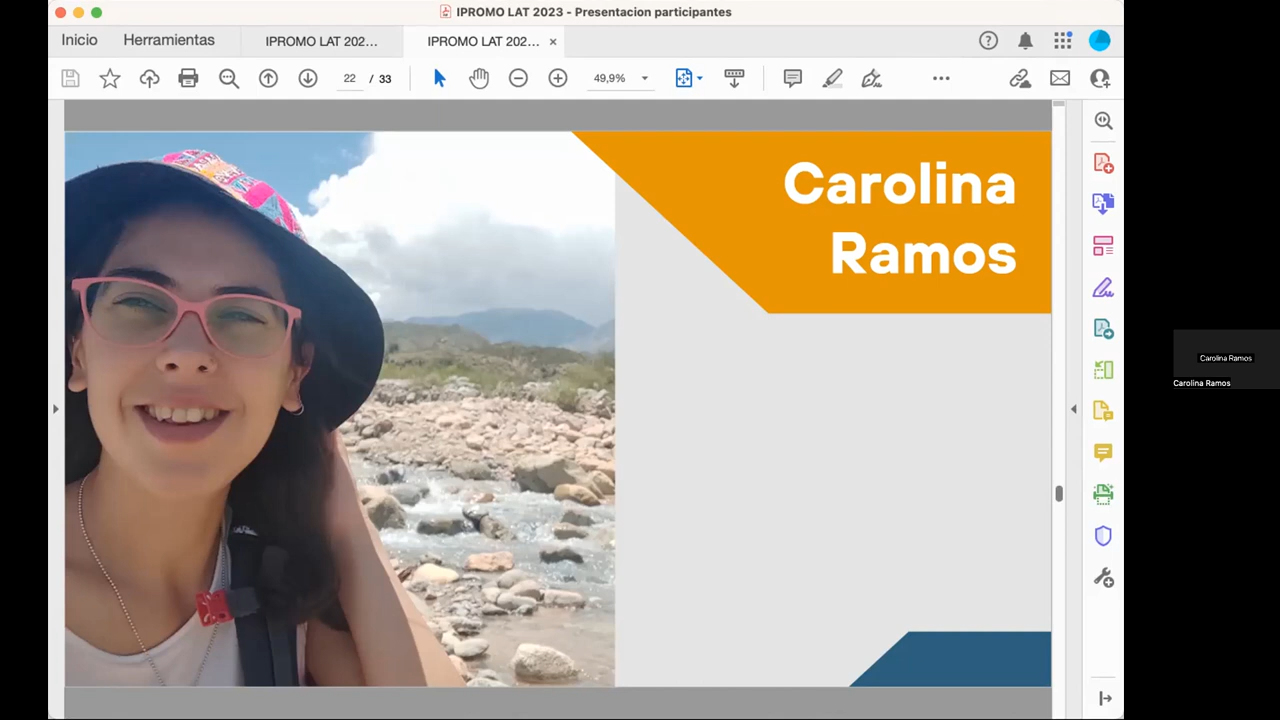 IPROMO LAT 2023 - Presentacion participantes
Inicio
Herramientas
IPROMO LAT 202...
IPROMO LAT 202...
22 / 33
49,9%
Carolina
Ramos
Carolina Ramos
Carolina Ramos